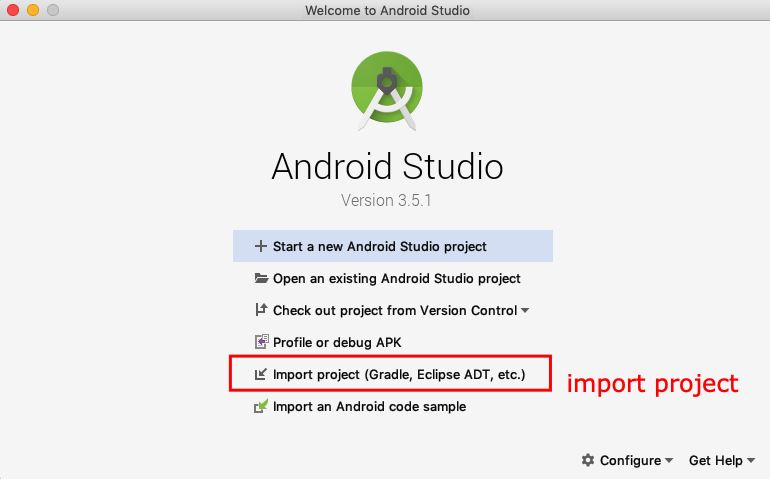 Welcome to Android Studio
Android Studio
Version 3.5.1
Start a new Android Studio project
Open an existing Android Studio project
Check out project from Version Control
Profile or debug APK
Import project (Gradle, Eclipse ADT, etc.)
import project
Import an Android code sample
Configure
Get Help